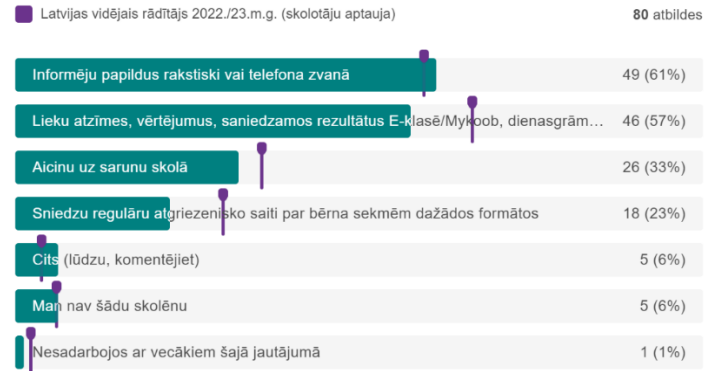 Latvijas vidējais rādītājs 2022./23.m.g. (skolotāju aptauja) 80 atbildes
Informēju papildus rakstiski vai telefona zvanā 49 (61%)
Lieku atzīmes, vērtējumus, saniedzamos rezultātus E-klasē/Mykoob, dienasgrām... 46 (57%)
Aicinu uz sarunu skolā 26 (33%)
Sniedzu regulāru atgriezenisko saiti par bērna sekmēm dažādos formātos 18 (23%)
Cits (lūdzu, komentējiet) 5 (6%)
Man nav šādu skolēnu 5 (6%)
Nesadarbojos ar vecākiem šajā jautājumā 1 (1%)